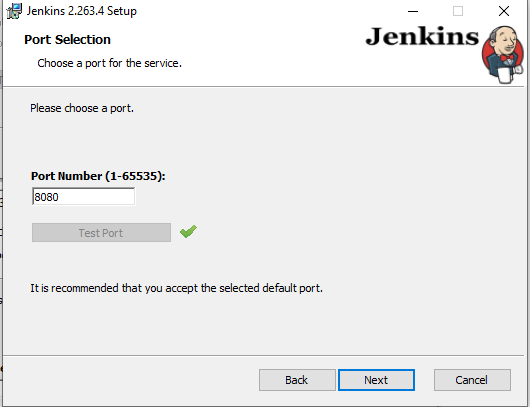 Jenkins 2.263.4 Setup
Port Selection
Choose a port for the service.
Jenkins
Please choose a port.
Port Number (1-65535):
8080
Test Port
It is recommended that you accept the selected default port.
Back
Next
Cancel